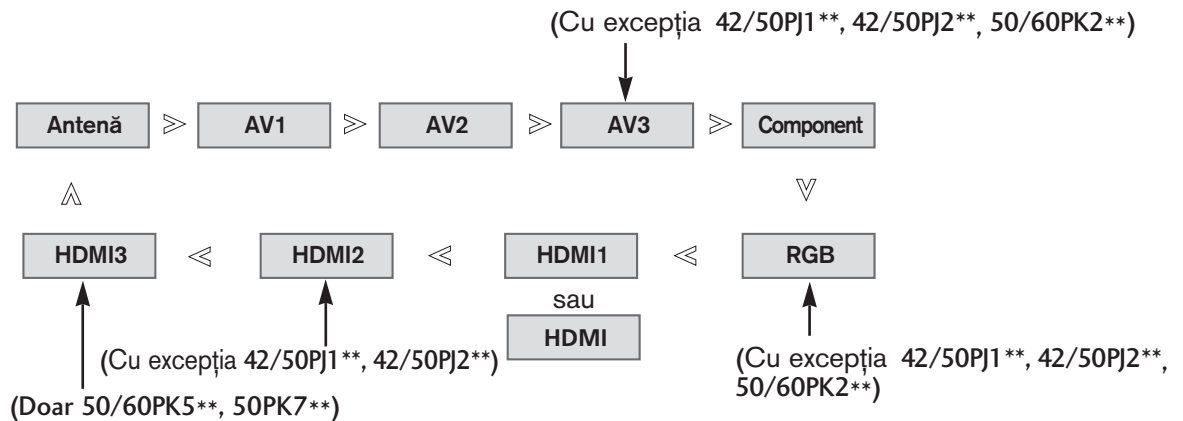 (Cu excepția 42/50PJ1**, 42/50PJ2**, 50/60PK2**)
Antenă
AV1
AV2
AV3
Component
HDMI3
HDMI2
HDMI1
RGB
sau
HDMI
(Cu excepția 42/50PJ1**, 42/50PJ2**)
(Cu excepția 42/50PJ1**, 42/50PJ2**,
50/60PK2**)
(Doar 50/60PK5**, 50PK7**)